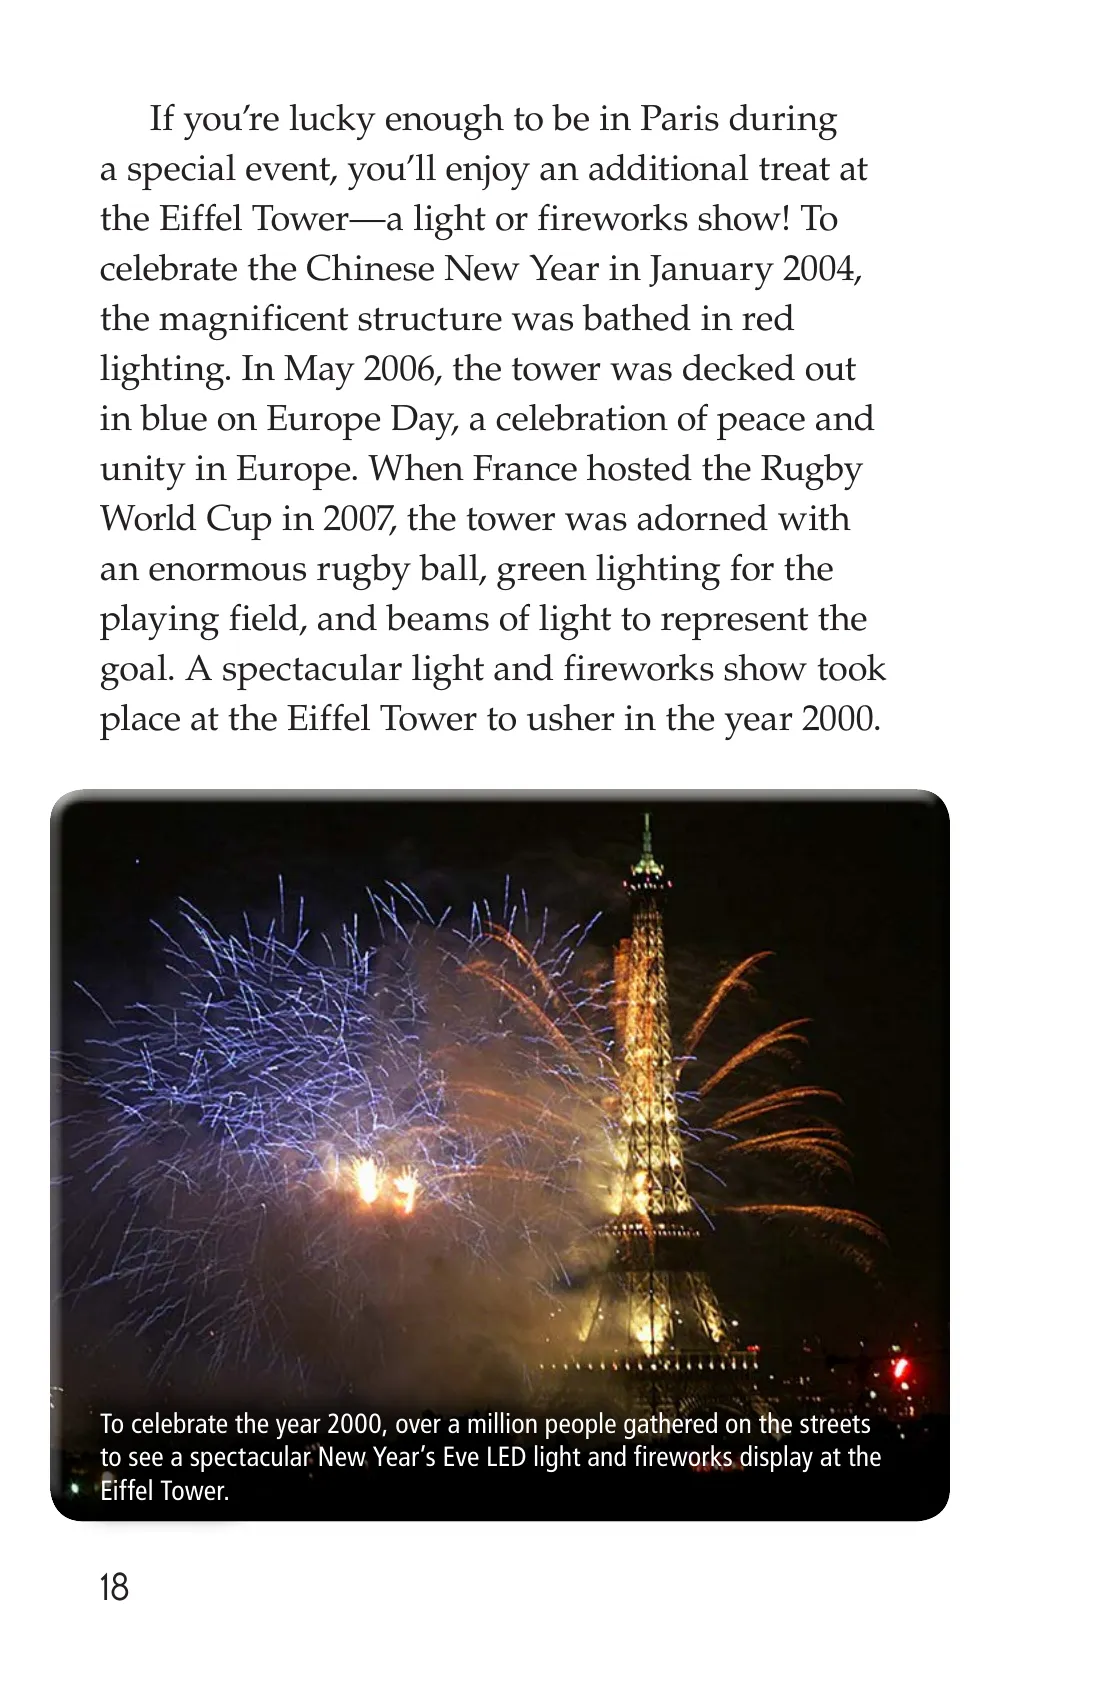 If you’re lucky enough to be in Paris during
a special event, you’ll enjoy an additional treat at
the Eiffel Tower—a light or fireworks show! To
celebrate the Chinese New Year in January 2004,
the magnificent structure was bathed in red
lighting. In May 2006, the tower was decked out
in blue on Europe Day, a celebration of peace and
unity in Europe. When France hosted the Rugby
World Cup in 2007, the tower was adorned with
an enormous rugby ball, green lighting for the
playing field, and beams of light to represent the
goal. A spectacular light and fireworks show took
place at the Eiffel Tower to usher in the year 2000.
To celebrate the year 2000, over a million people gathered on the streets
to see a spectacular New Year’s Eve LED light and fireworks display at the
Eiffel Tower.
18